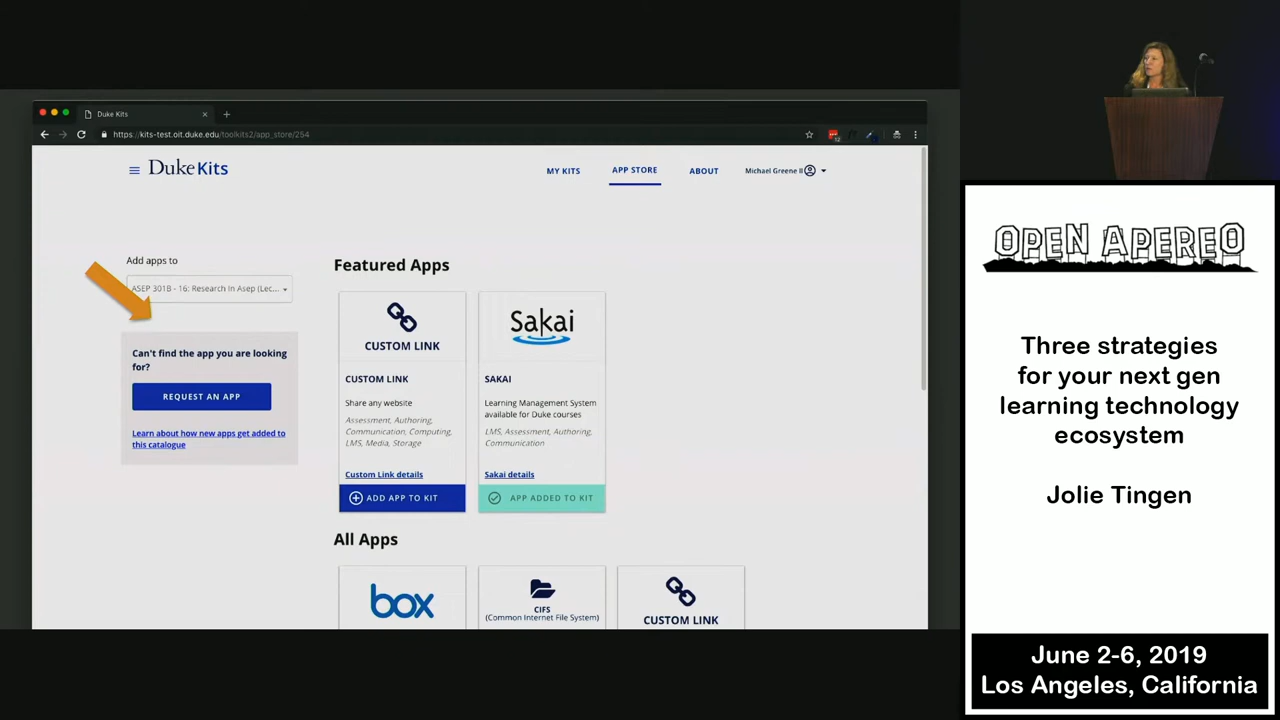 Duke Kits
https://kits-test.oit.duke.edu/toolkits2/app_store/254
DukeKits
MY KITS
APP STORE
ABOUT
Michael Greene II
Add apps to
ASEP 301B - 16: Research in Asep (Lec...
Can't find the app you are looking
for?
REQUEST AN APP
Learn about how new apps get added to
this catalogue
Featured Apps
CUSTOM LINK
CUSTOM LINK
Share any website
Assessment, Authoring,
Communication, Computing,
LMS, Media, Storage
Custom Link details
ADD APP TO KIT
Sakai
SAKAI
Learning Management System
available for Duke courses
LMS, Assessment, Authoring,
Communication
Sakai details
APP ADDED TO KIT
All Apps
box
CIFS
(Common Internet File System)
CUSTOM LINK
OPEN APEREO
Three strategies
for your next gen
learning technology
ecosystem
Jolie Tingen
June 2-6, 2019
Los Angeles, California